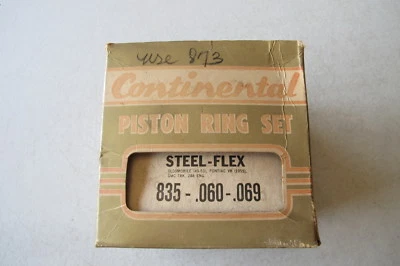 use 873
Continental
PISTON RING SET
STEEL-FLEX
835-.060-.069